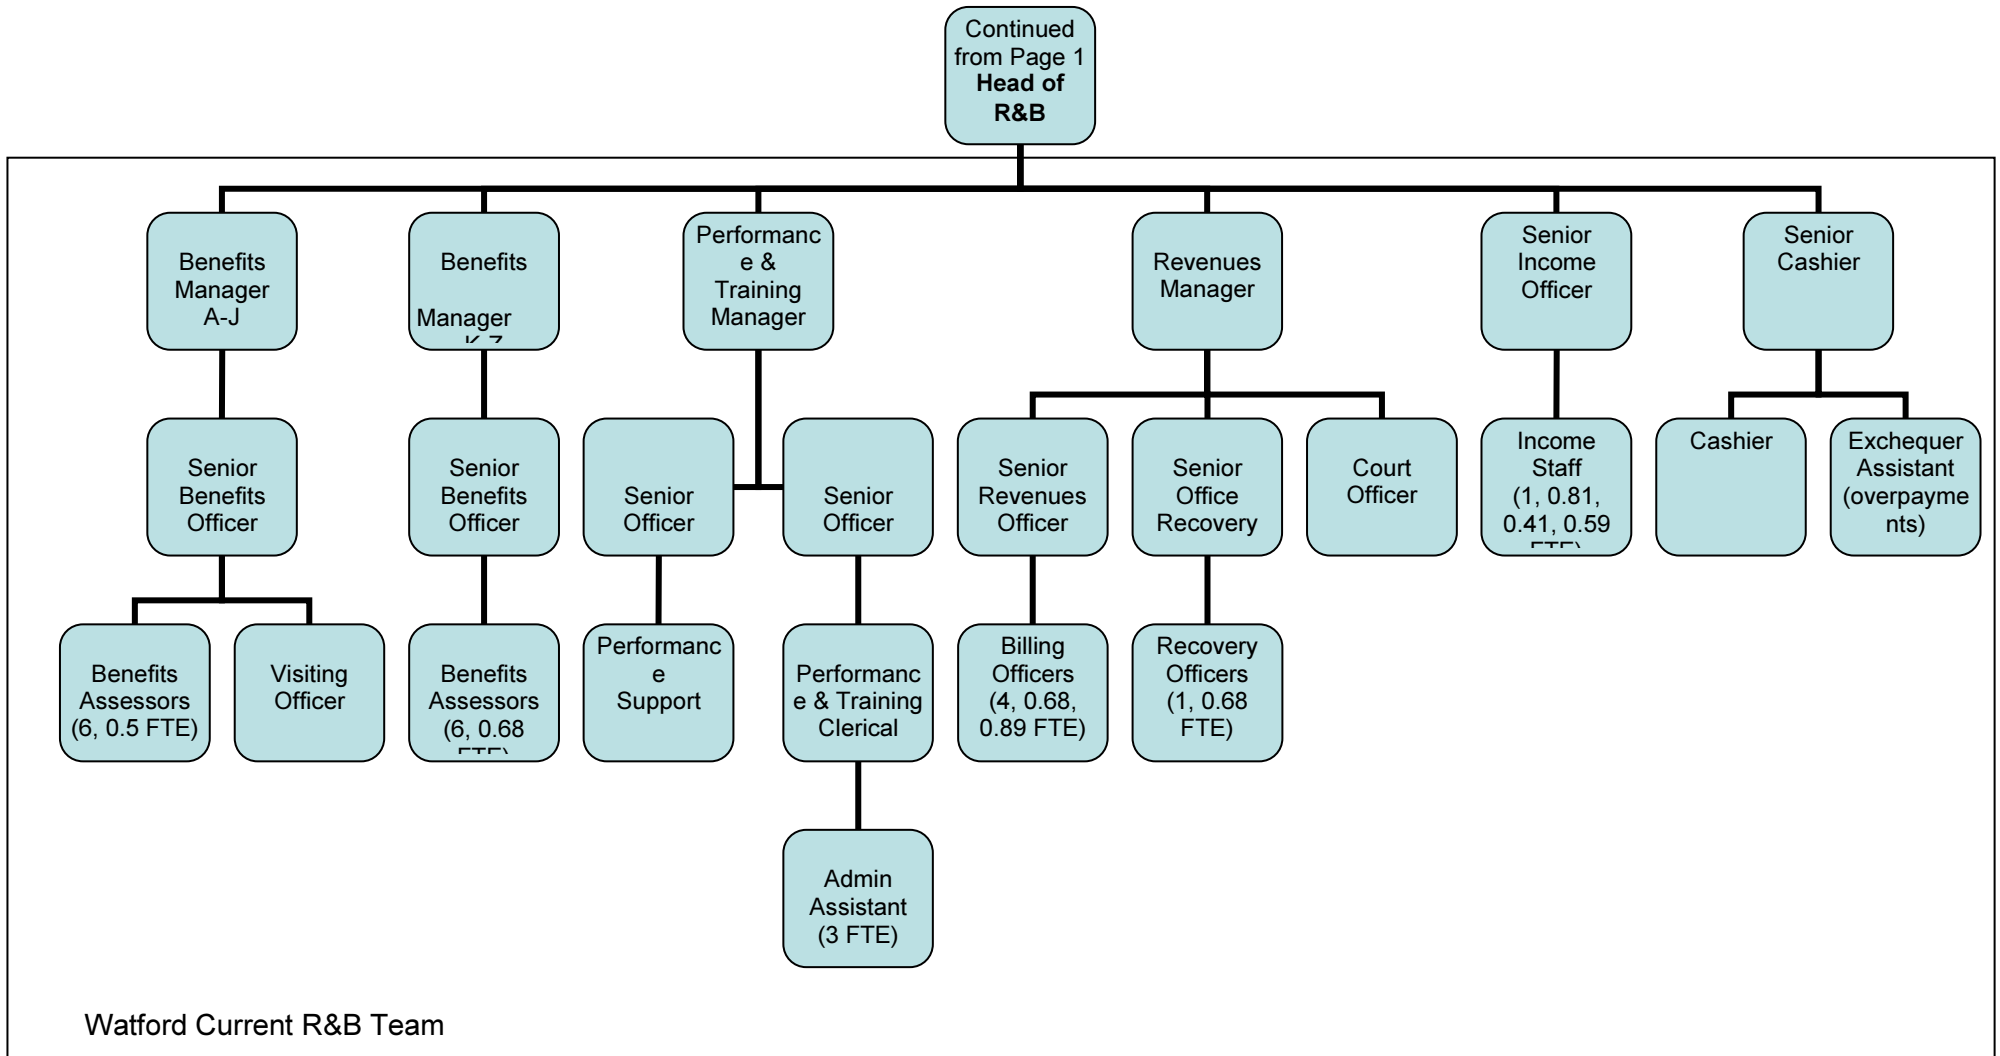 Continued
from Page 1
Head of
R&B
Benefits
Manager
A-J
Benefits
Manager
K-Z
Performanc
e &
Training
Manager
Revenues
Manager
Senior
Income
Officer
Senior
Cashier
Senior
Benefits
Officer
Senior
Benefits
Officer
Senior
Officer
Senior
Officer
Senior
Revenues
Officer
Senior
Office
Recovery
Court
Officer
Income
Staff
(1, 0.81,
0.41, 0.59
FTE)
Cashier
Exchequer
Assistant
(overpayme
nts)
Benefits
Assessors
(6, 0.5 FTE)
Visiting
Officer
Benefits
Assessors
(6, 0.68
FTE)
Performanc
e
Support
Performanc
e & Training
Clerical
Billing
Officers
(4, 0.68,
0.89 FTE)
Recovery
Officers
(1, 0.68
FTE)
Admin
Assistant
(3 FTE)
Watford Current R&B Team